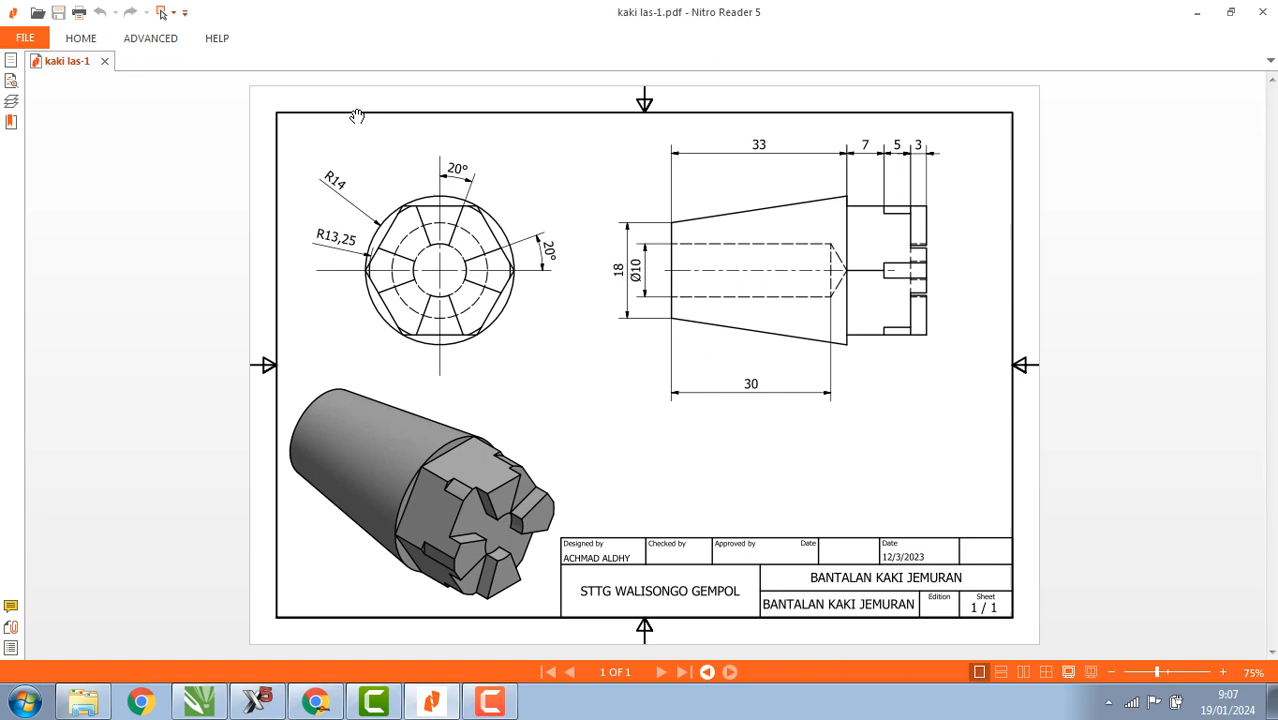 kaki las-1.pdf - Nitro Reader 5
FILE HOME ADVANCED HELP
kaki las-1
33 7 5 3
20°
R14
R13,25
20°
18
Ø10
30
Designed by Checked by Approved by Date Date
ACHMAD ALDHY 12/3/2023
STTG WALISONGO GEMPOL
BANTALAN KAKI JEMURAN
BANTALAN KAKI JEMURAN
Edition Sheet
1 / 1
1 OF 1
75%
X5
9:07
19/01/2024